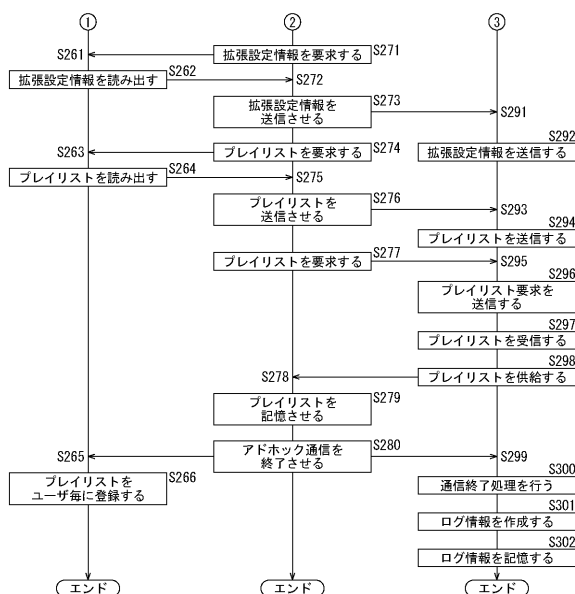 ① ② ③
S261 拡張設定情報を要求する S271
拡張設定情報を読み出す S262 S272
拡張設定情報を
送信させる S273 S291
S292
拡張設定情報を送信する
S263 プレイリストを要求する S274
プレイリストを読み出す S264 S275
プレイリストを
送信させる S276 S293
S294
プレイリストを送信する
プレイリストを要求する S277 S295
S296
プレイリスト要求を
送信する
S297
プレイリストを受信する
S298
S278 プレイリストを供給する
プレイリストを
記憶させる S279
S265 アドホック通信を
終了させる S280 S299
プレイリストを
ユーザ毎に登録する S266
S300
通信終了処理を行う
S301
ログ情報を作成する
S302
ログ情報を記憶する
エンド エンド エンド